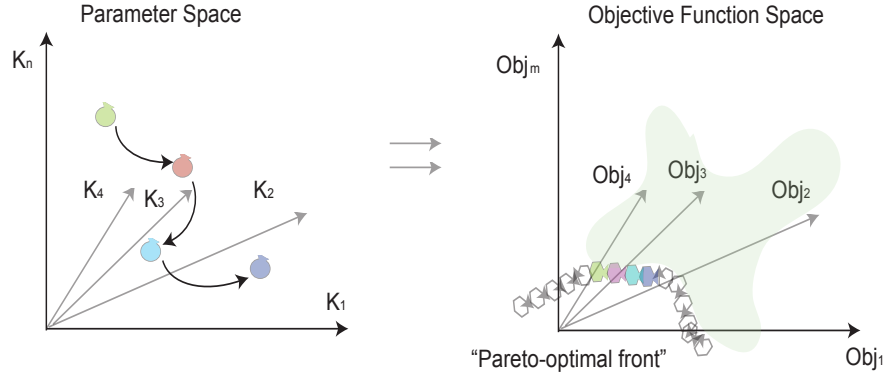 Parameter Space
Kn
K4
K3
K2
K1
Objective Function Space
Objm
Obj4
Obj3
Obj2
"Pareto-optimal front"
Obj1